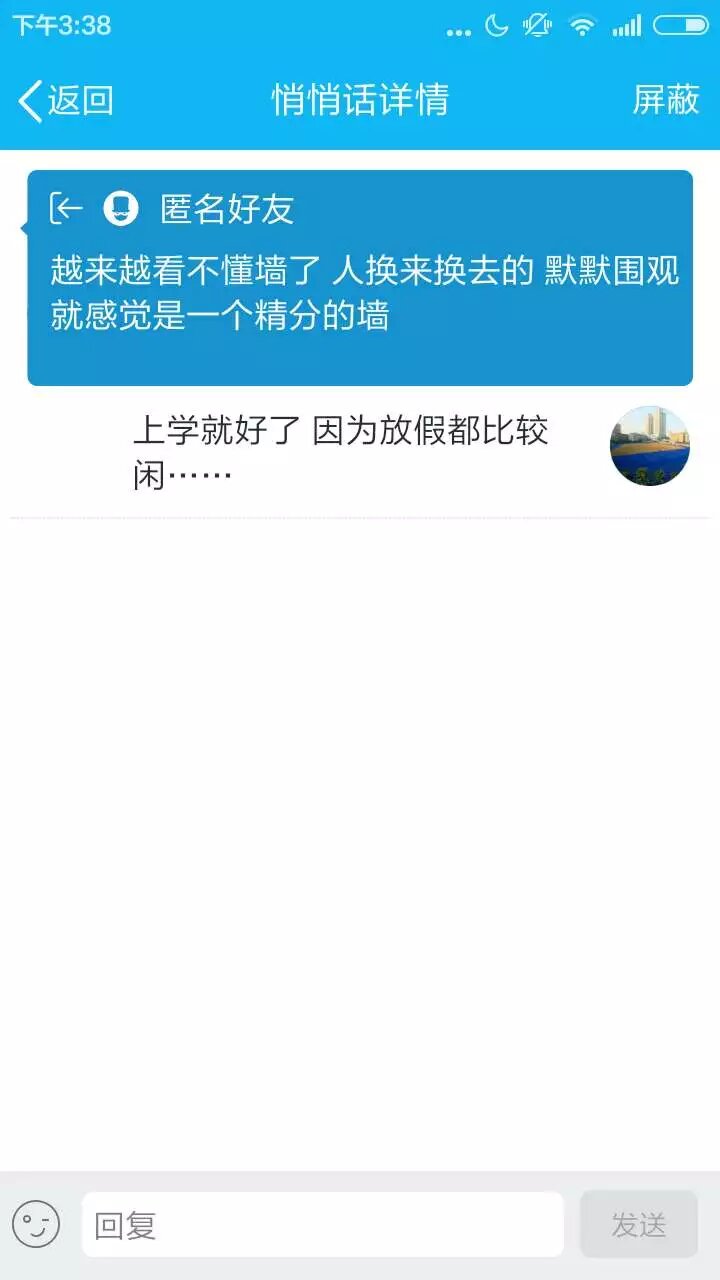 下午3:38
返回 悄悄话详情 屏蔽
匿名好友
越来越看不懂墙了 人换来换去的 默默围观
就感觉是一个精分的墙
上学就好了 因为放假都比较
闲……
回复 发送